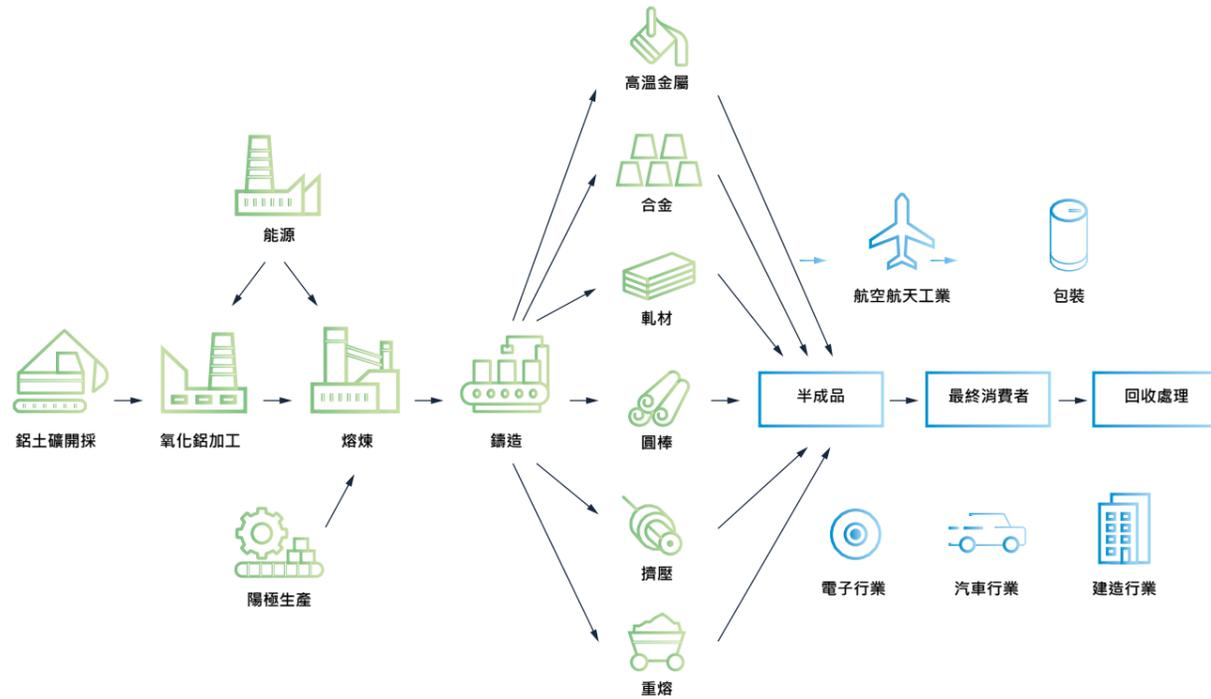 高溫金屬
合金
能源
航空航天工業
包裝
軋材
半成品
最終消費者
回收處理
鋁土礦開採
氧化鋁加工
熔煉
鑄造
圓棒
擠壓
電子行業
汽車行業
建造行業
陽極生產
重熔